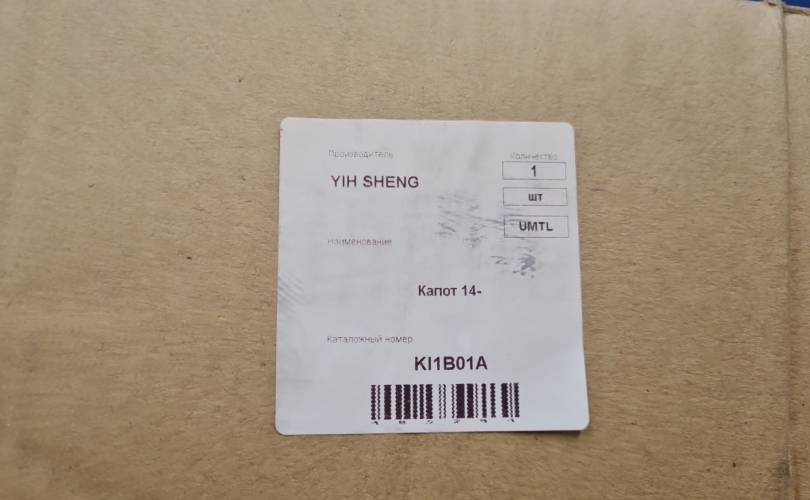 Производитель
Количество
YIH SHENG
1
шт
UMTL
Наименование
Капот 14-
Каталожный номер
KI1B01A